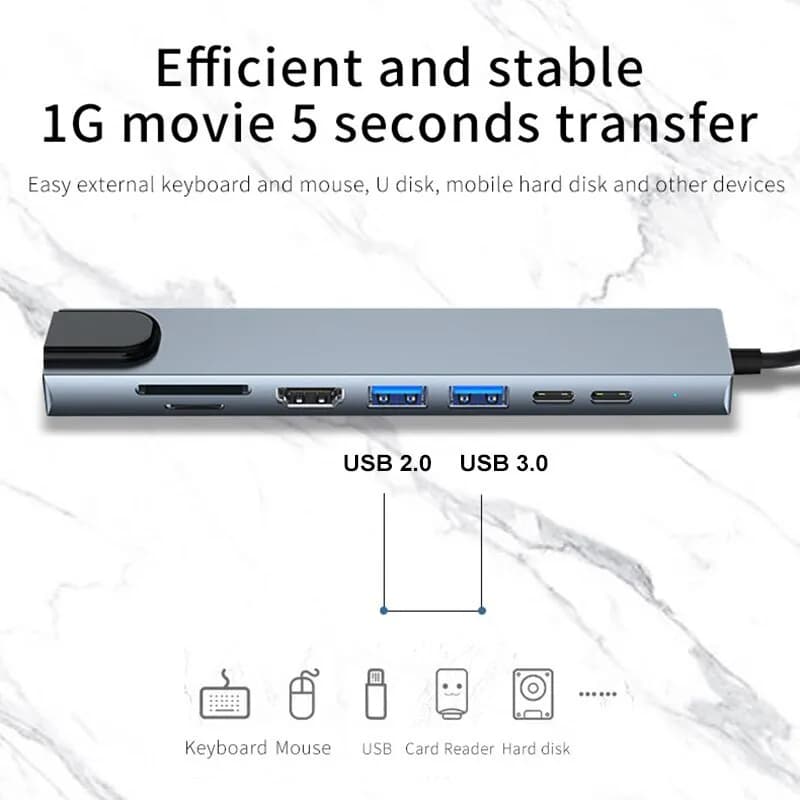 Efficient and stable
1G movie 5 seconds transfer
Easy external keyboard and mouse, U disk, mobile hard disk and other devices
USB 2.0 USB 3.0
Keyboard Mouse USB Card Reader Hard disk